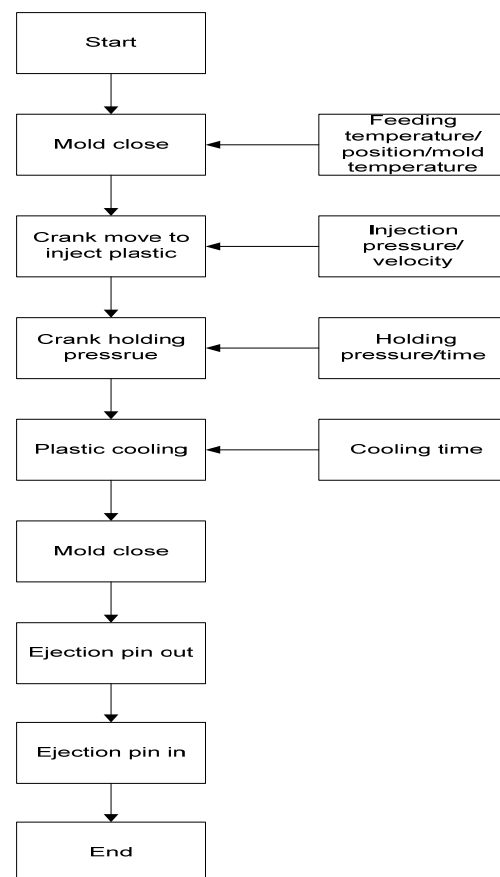 Start
Mold close
Feeding
temperature/
position/mold
temperature
Crank move to
inject plastic
Injection
pressure/
velocity
Crank holding
pressrue
Holding
pressure/time
Plastic cooling
Cooling time
Mold close
Ejection pin out
Ejection pin in
End